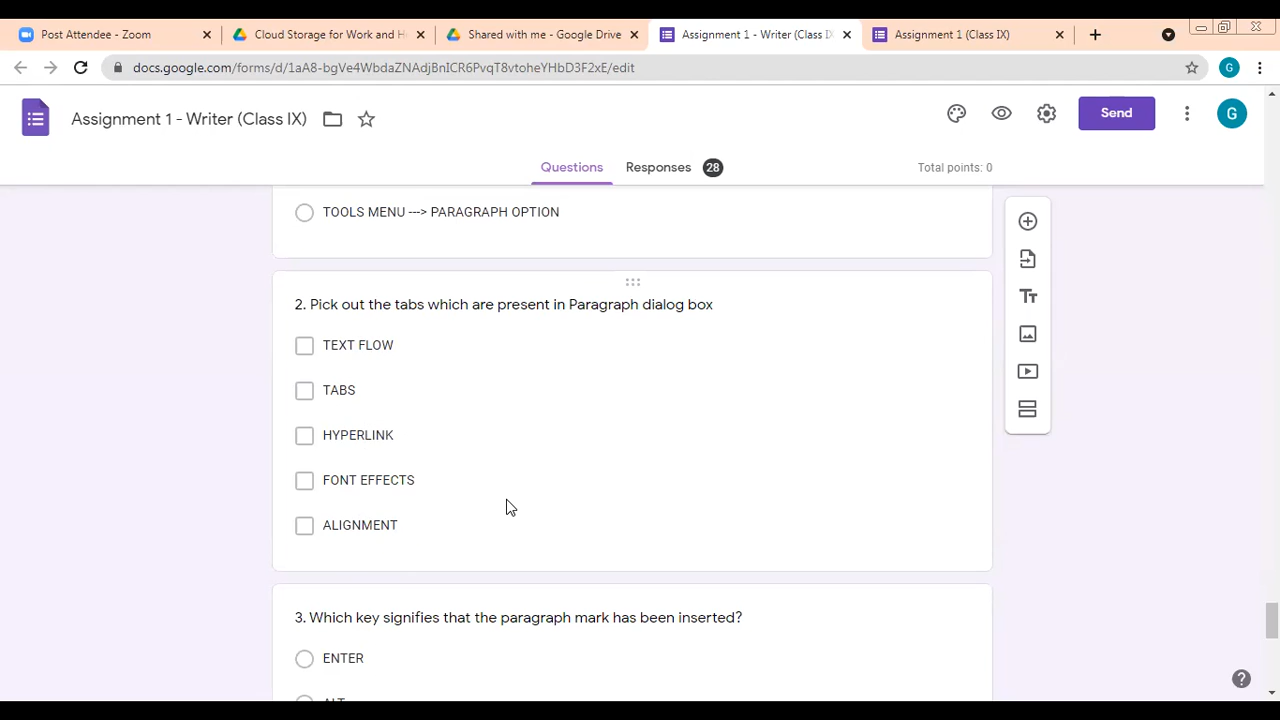 Post Attendee - Zoom
Cloud Storage for Work and H
Shared with me - Google Drive
Assignment 1 - Writer (Class IX)
Assignment 1 (Class IX)
docs.google.com/forms/d/1aA8-bgVe4WbdaZNAdjBnICR6PvqT8vtoheYHbD3F2xE/edit
G
Assignment 1 - Writer (Class IX)
Send
G
Questions
Responses 28
Total points: 0
TOOLS MENU ---> PARAGRAPH OPTION
2. Pick out the tabs which are present in Paragraph dialog box
TEXT FLOW
TABS
HYPERLINK
FONT EFFECTS
ALIGNMENT
3. Which key signifies that the paragraph mark has been inserted?
ENTER
ALT